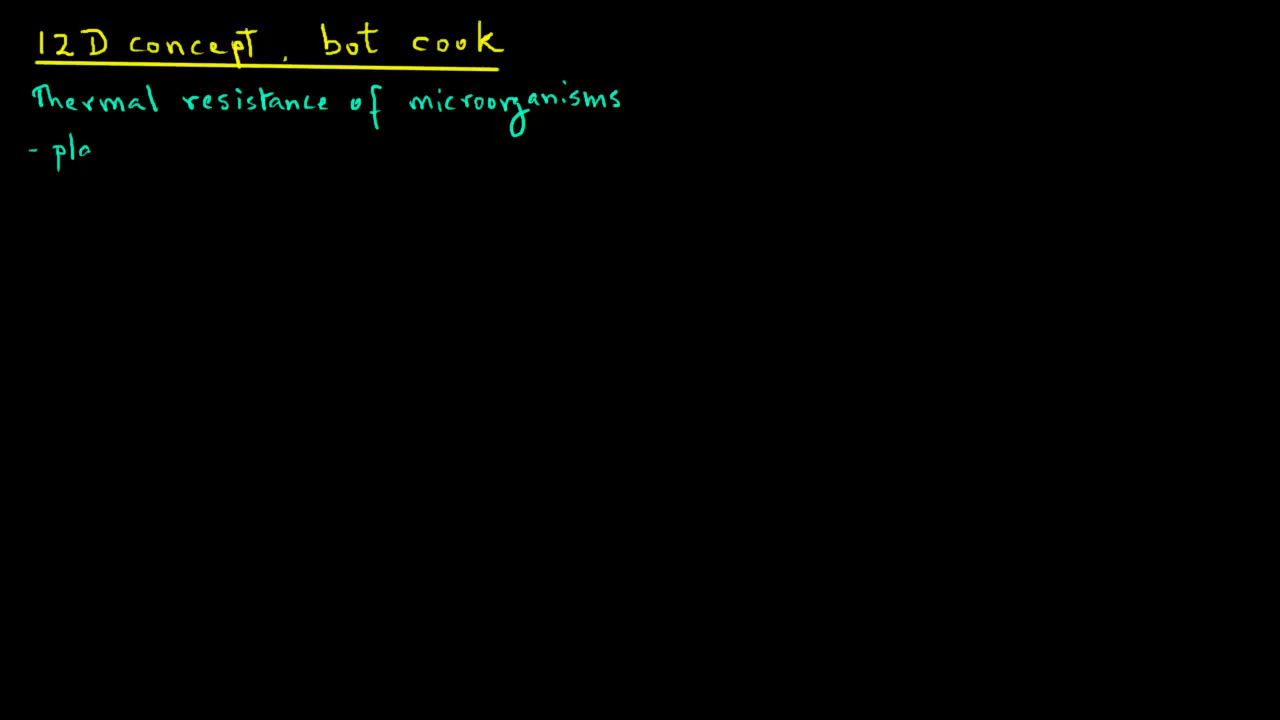 12D concept, bot cook
Thermal resistance of microorganisms
- pla